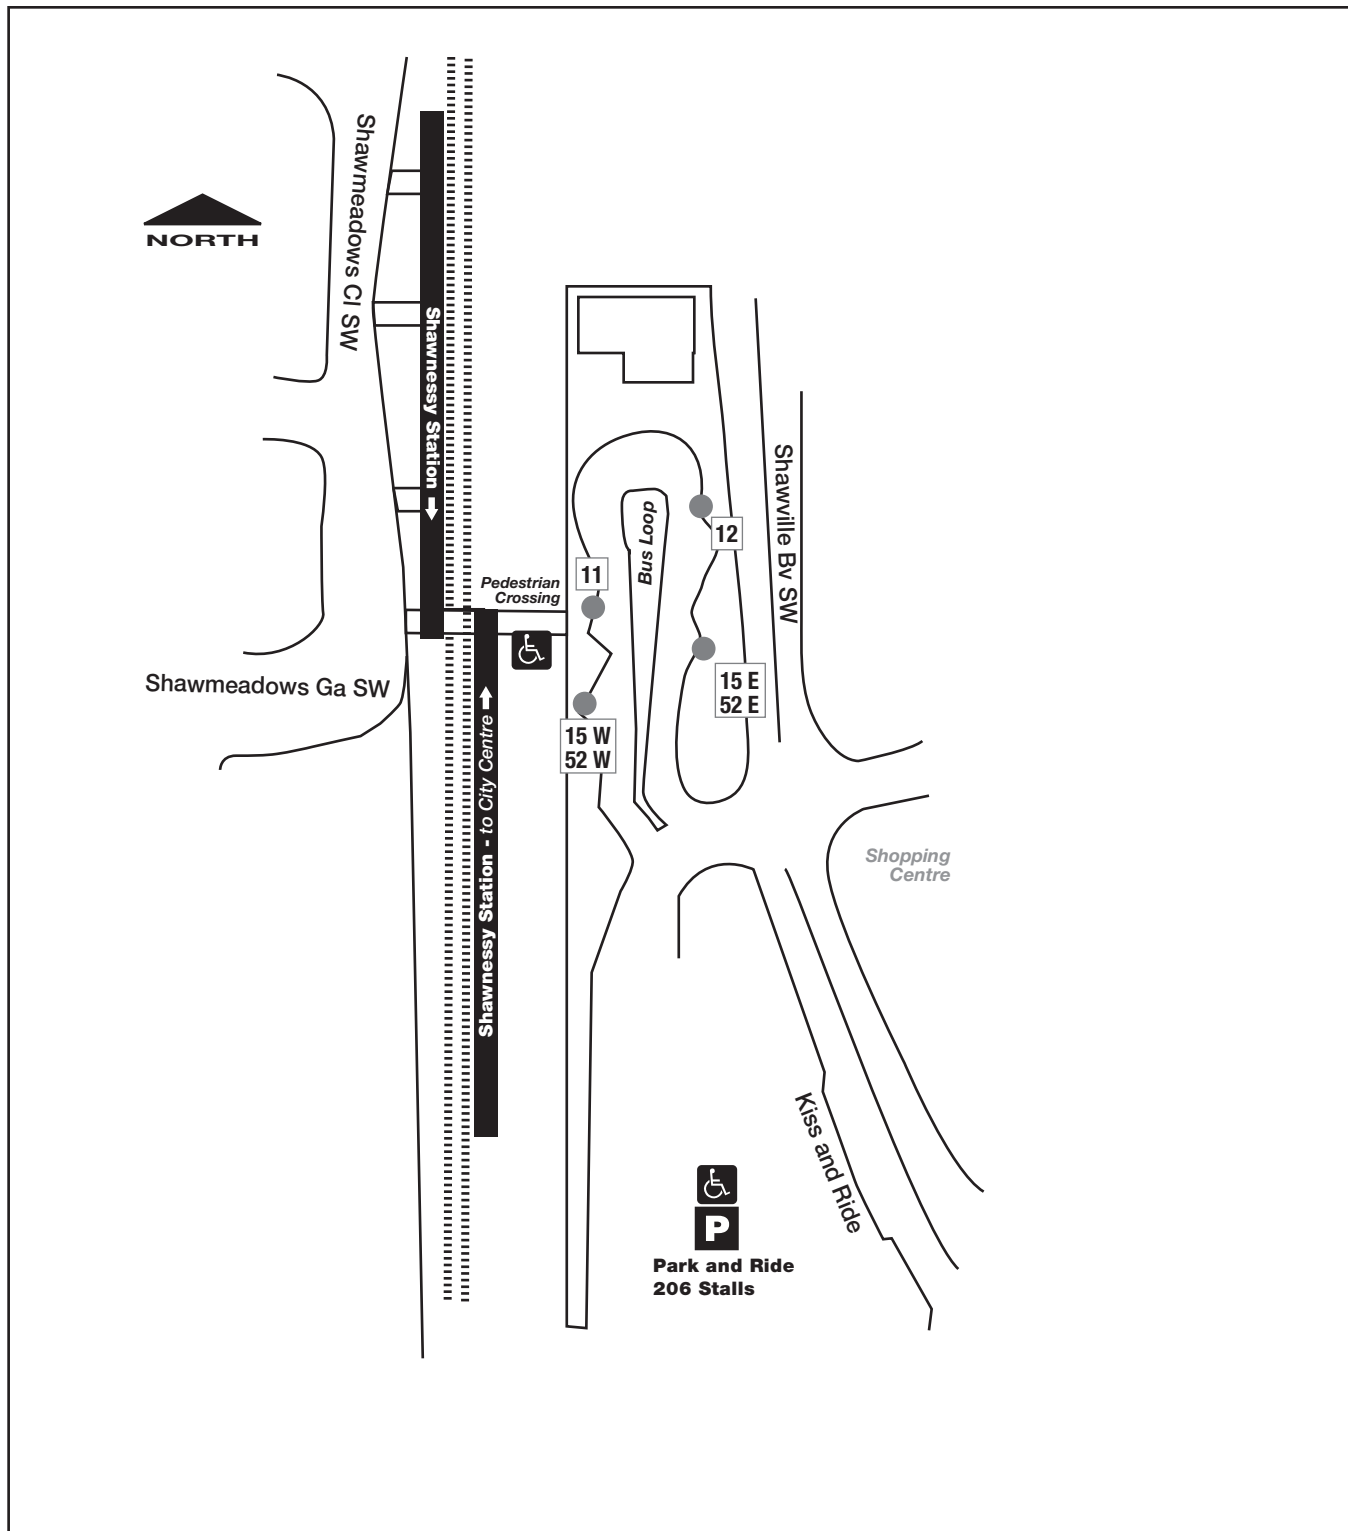 Shawmeadows Cl SW
NORTH
Shawnessy Station
Shawville Bv SW
Bus Loop
12
11
Pedestrian
Crossing
Shawmeadows Ga SW
15 E
52 E
15 W
52 W
Shawnessy Station - to City Centre
Shopping
Centre
Kiss and Ride
P
Park and Ride
206 Stalls